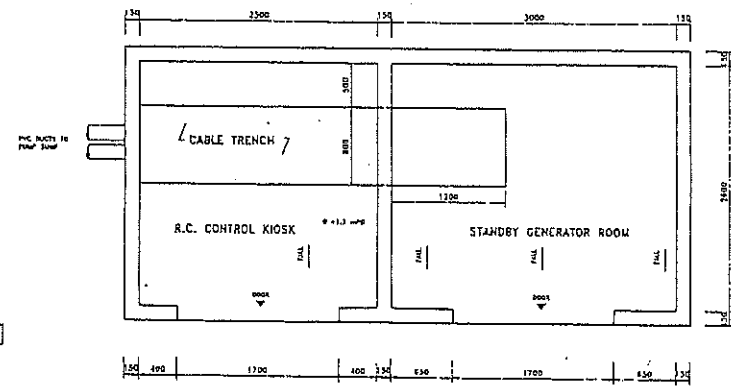 150 2500 150 3000 150
150
500
PVC DUCTS TO
PUMP SUMP
CABLE TRENCH
800
2600
1200
R.C. CONTROL KIOSK
STANDBY GENERATOR ROOM
FALL
FALL
FALL
FALL
DOOR
DOOR
150
150 400 1700 400 150 650 1700 650 150